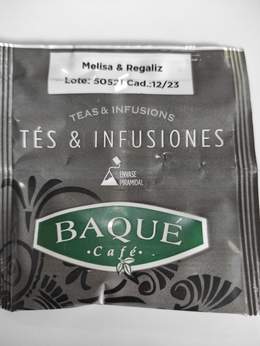 Melisa & Regaliz
Lote: 50521 Cad.:12/23
TEAS & INFUSIONS
TÉS & INFUSIONES
ENVASE
PIRAMIDAL
BAQUÉ
Café